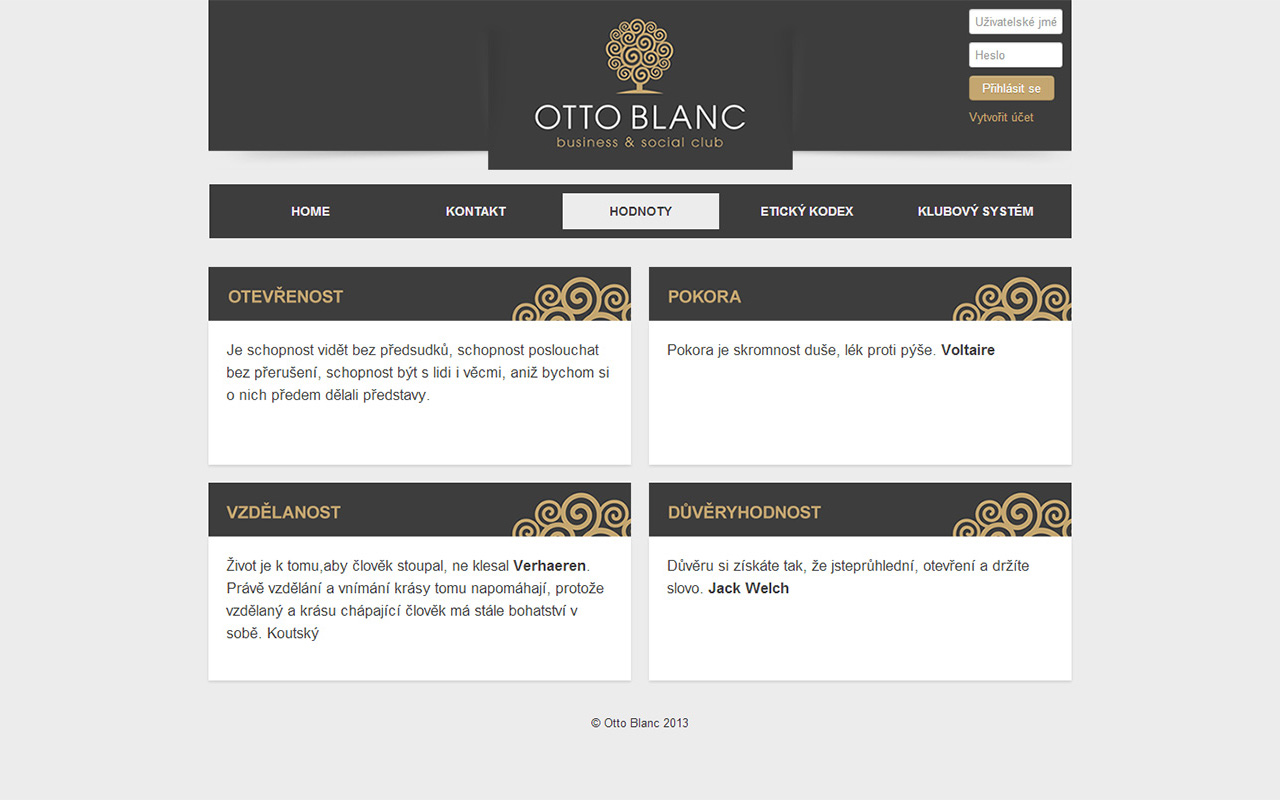 Uživatelské jmé
Heslo
Přihlásit se
Vytvořit účet
OTTO BLANC
business & social club
HOME
KONTAKT
HODNOTY
ETICKÝ KODEX
KLUBOVÝ SYSTÉM
OTEVŘENOST
Je schopnost vidět bez předsudků, schopnost poslouchat
bez přerušení, schopnost být s lidi i věcmi, aniž bychom si
o nich předem dělali představy.
POKORA
Pokora je skromnost duše, lék proti pýše. Voltaire
VZDĚLANOST
Život je k tomu,aby člověk stoupal, ne klesal Verhaeren.
Právě vzdělání a vnímání krásy tomu napomáhají, protože
vzdělaný a krásu chápající člověk má stále bohatství v
sobě. Koutský
DŮVĚRYHODNOST
Důvěru si získáte tak, že jsteprůhlední, otevření a držíte
slovo. Jack Welch
© Otto Blanc 2013